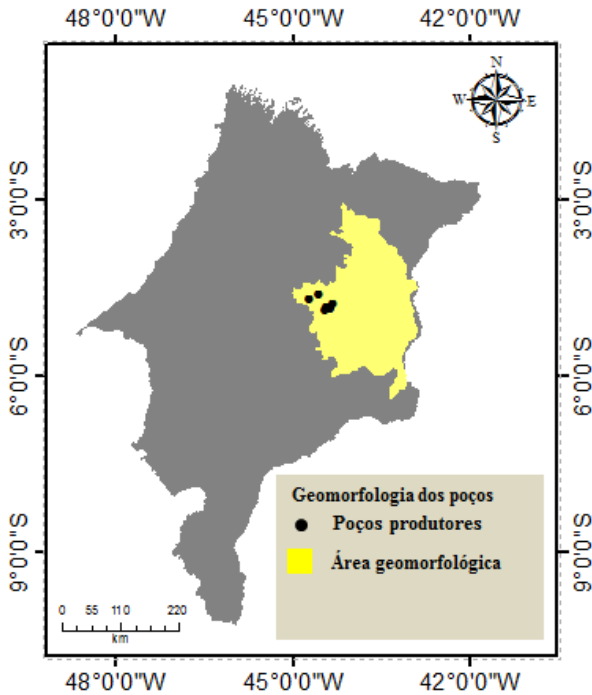 48°0'0"W 45°0'0"W 42°0'0"W
N
W E
S
3°0'0"S 3°0'0"S
6°0'0"S 6°0'0"S
9°0'0"S 9°0'0"S
Geomorfologia dos poços
Poços produtores
Área geomorfológica
0 55 110 220
km
48°0'0"W 45°0'0"W 42°0'0"W